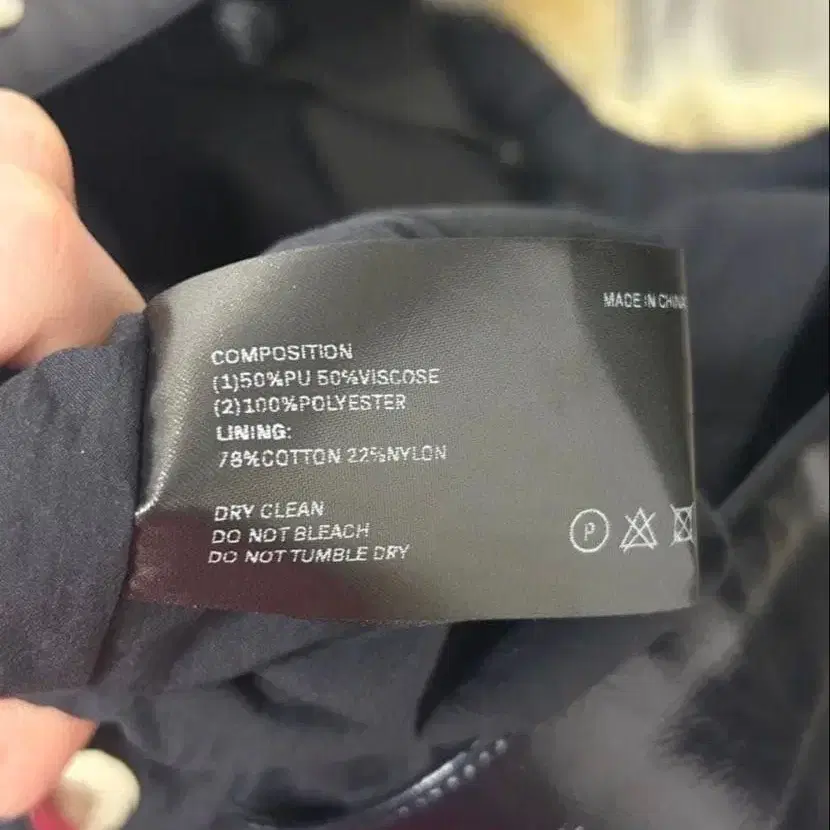 MADE IN CHINA
COMPOSITION
(1)50%PU 50%VISCOSE
(2)100%POLYESTER
LINING:
78%COTTON 22%NYLON
DRY CLEAN
DO NOT BLEACH
DO NOT TUMBLE DRY
P